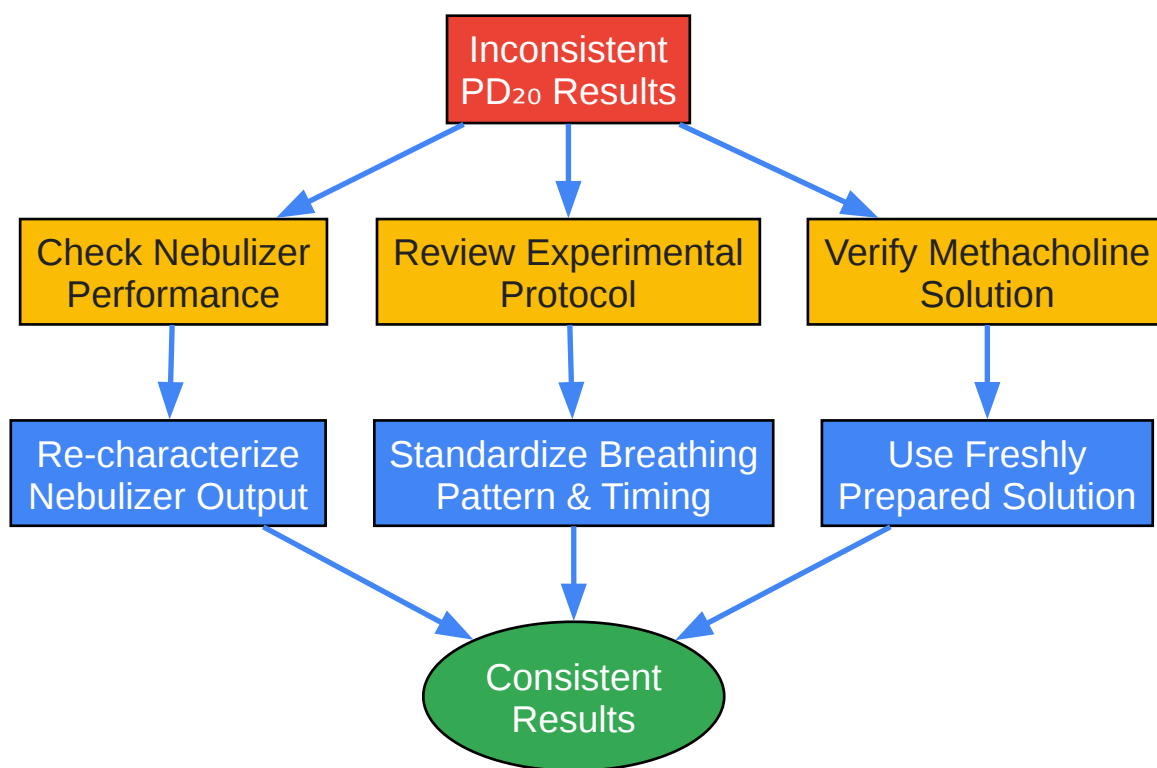 Inconsistent
PD₂₀ Results
Check Nebulizer
Performance
Review Experimental
Protocol
Verify Methacholine
Solution
Re-characterize
Nebulizer Output
Standardize Breathing
Pattern & Timing
Use Freshly
Prepared Solution
Consistent
Results